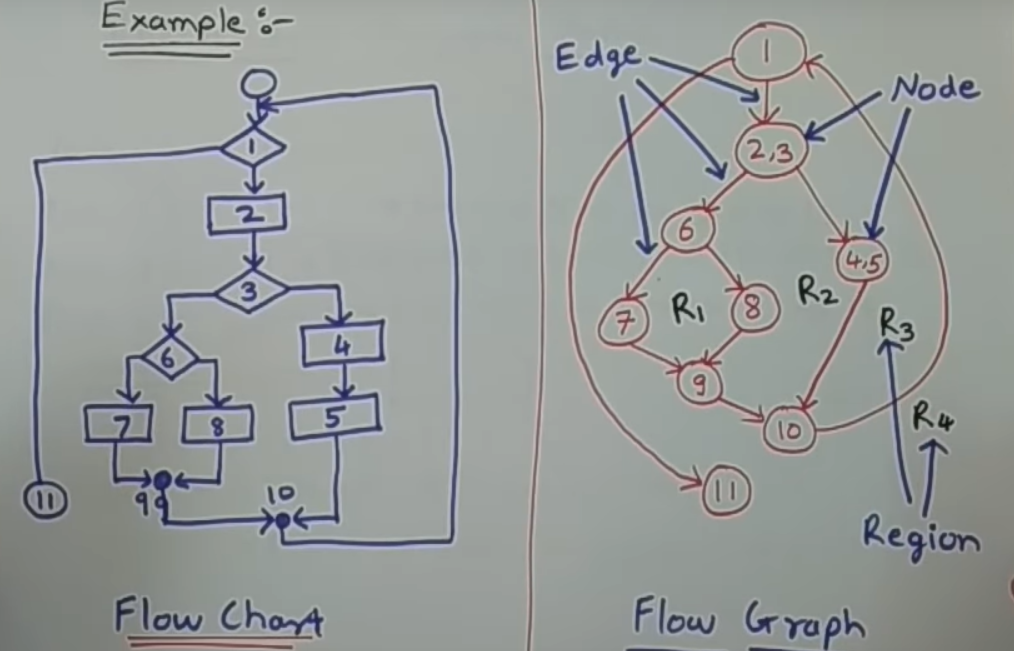 Example :-
1
2
3
6
4
7
8
5
11
99
10
Flow Chart
Edge
Node
1
2,3
6
4,5
7
R1
8
R2
R3
9
10
R4
11
Region
Flow Graph